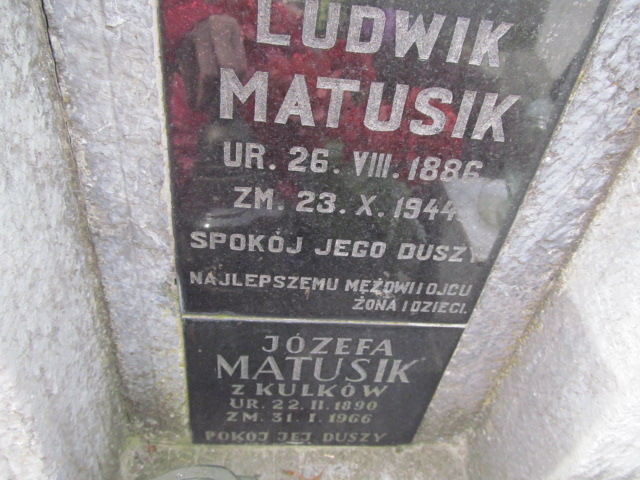 LUDWIK
MATUSIK
UR. 26. VIII. 1886
ZM. 23. X. 1944
SPOKÓJ JEGO DUSZY
NAJLEPSZEMU MĘŻOWI I OJCU
ŻONA I DZIECI.
JÓZEFA
MATUSIK
Z KULKÓW
UR. 22. II. 1890
ZM. 31. I. 1966
POKÓJ JEJ DUSZY